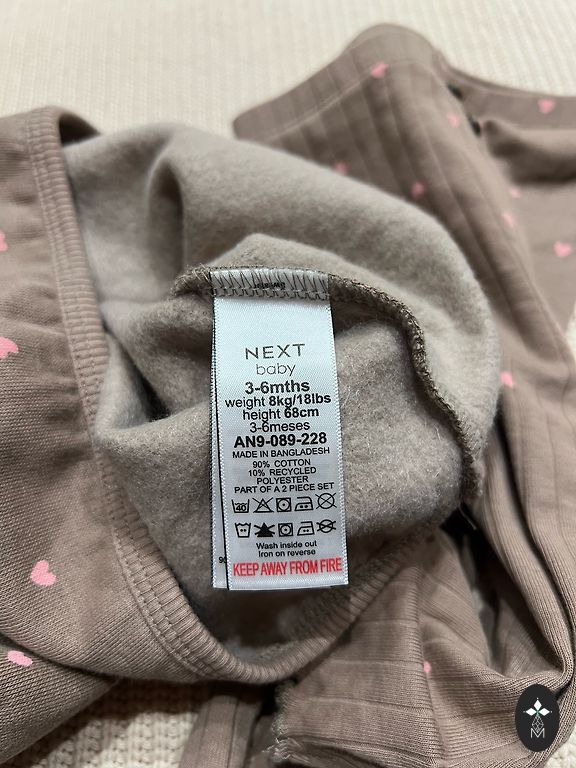 NEXT
baby
3-6mths
weight 8kg/18lbs
height 68cm
3-6meses
AN9-089-228
MADE IN BANGLADESH
90% COTTON
10% RECYCLED
POLYESTER
PART OF A 2 PIECE SET
40
Wash inside out
Iron on reverse
KEEP AWAY FROM FIRE
M